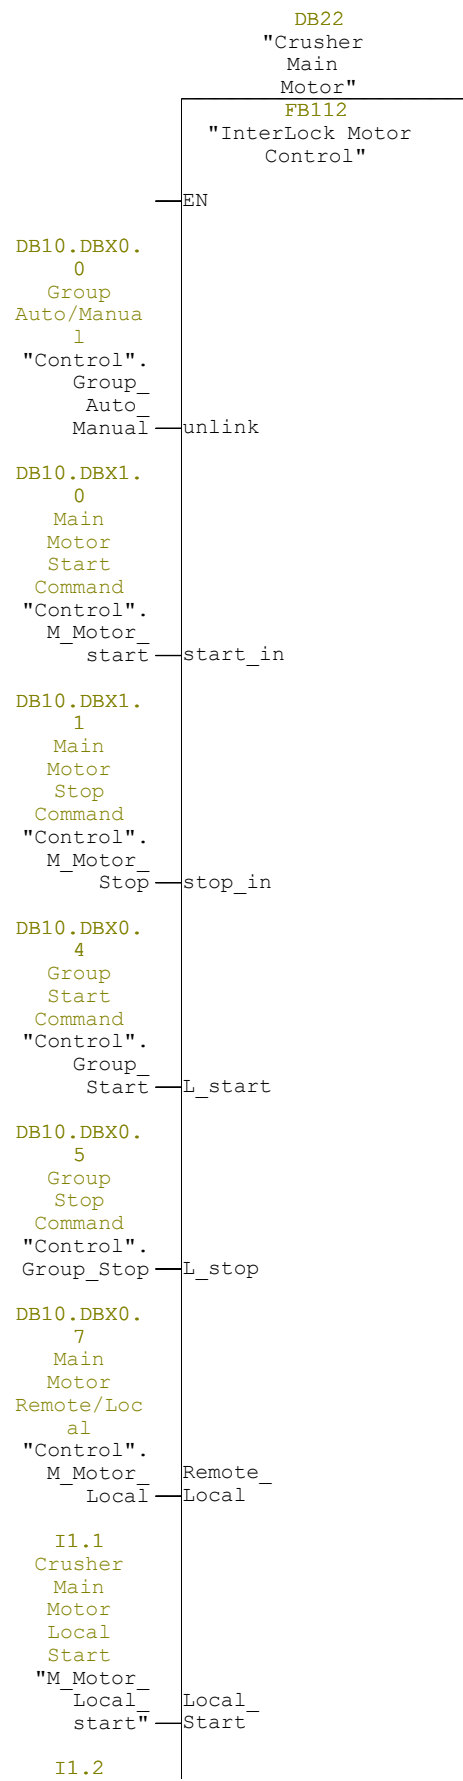 DB22
"Crusher
Main
Motor"
FB112
"InterLock Motor
Control"
EN
DB10.DBX0.
0
Group
Auto/Manua
l
"Control".
Group_
Auto_
Manual unlink
DB10.DBX1.
0
Main
Motor
Start
Command
"Control".
M_Motor_
start start_in
DB10.DBX1.
1
Main
Motor
Stop
Command
"Control".
M_Motor_
Stop stop_in
DB10.DBX0.
4
Group
Start
Command
"Control".
Group_
Start L_start
DB10.DBX0.
5
Group
Stop
Command
"Control".
Group_Stop L_stop
DB10.DBX0.
7
Main
Motor
Remote/Loc
al
"Control".
M_Motor_ Remote_
Local Local
I1.1
Crusher
Main
Motor
Local
Start
"M_Motor_
Local_ Local_
start" Start
I1.2